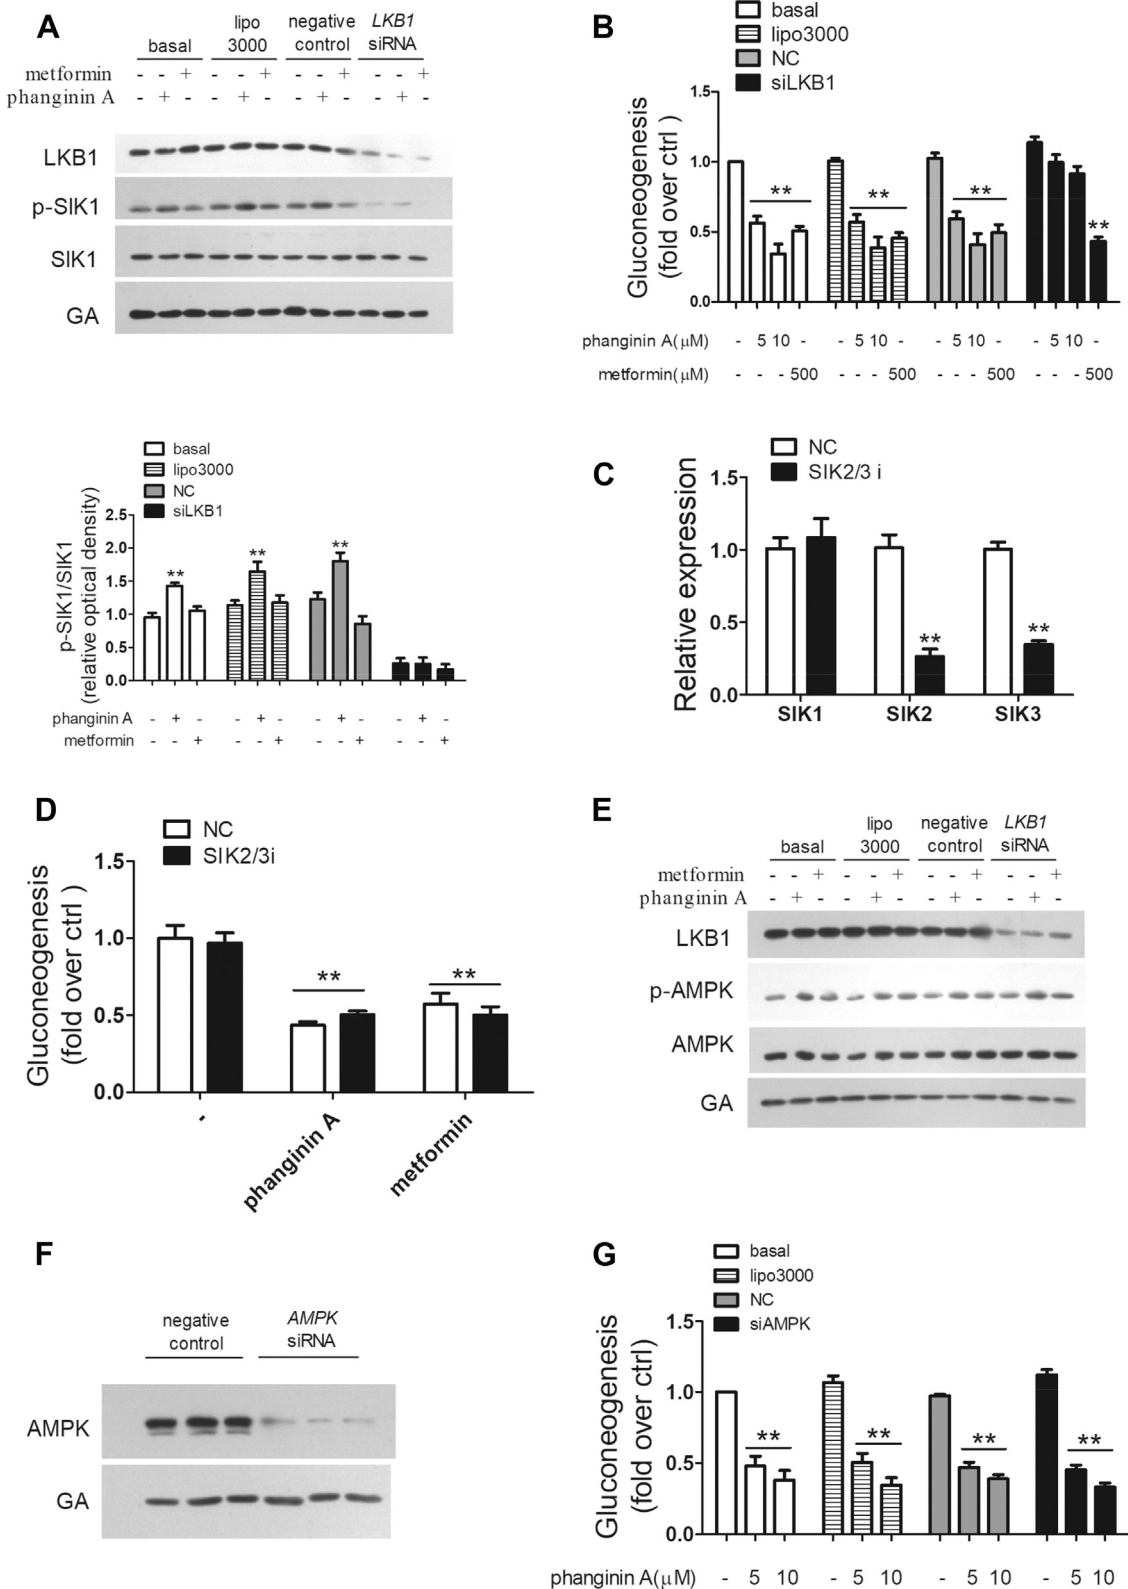 A
basal
lipo
3000
negative
control
LKB1
siRNA
metformin - - + - - + - - + - - +
phanginin A - + - - + - - + - - + -
LKB1
p-SIK1
SIK1
GA
basal
lipo3000
NC
siLKB1
p-SIK1/SIK1
(relative optical density)
2.5
2.0
1.5
1.0
0.5
0.0
** ** **
phanginin A - + - - + - - + - - + -
metformin - - + - - + - - + - - +
B
basal
lipo3000
NC
siLKB1
Gluconeogenesis
(fold over ctrl )
1.5
1.0
0.5
0.0
** ** ** **
phanginin A(μM) - 5 10 - - 5 10 - - 5 10 - - 5 10 -
metformin(μM) - - - 500 - - - 500 - - - 500 - - - 500
C
NC
SIK2/3 i
Relative expression
1.5
1.0
0.5
0.0
** **
SIK1 SIK2 SIK3
D
NC
SIK2/3i
Gluconeogenesis
(fold over ctrl )
1.5
1.0
0.5
0.0
** **
- phanginin A metformin
E
basal
lipo
3000
negative
control
LKB1
siRNA
metformin - - + - - + - - + - - +
phanginin A - + - - + - - + - - + -
LKB1
p-AMPK
AMPK
GA
F
negative
control
AMPK
siRNA
AMPK
GA
G
basal
lipo3000
NC
siAMPK
Gluconeogenesis
(fold over ctrl)
1.5
1.0
0.5
0.0
** ** ** **
phanginin A(μM) - 5 10 - 5 10 - 5 10 - 5 10